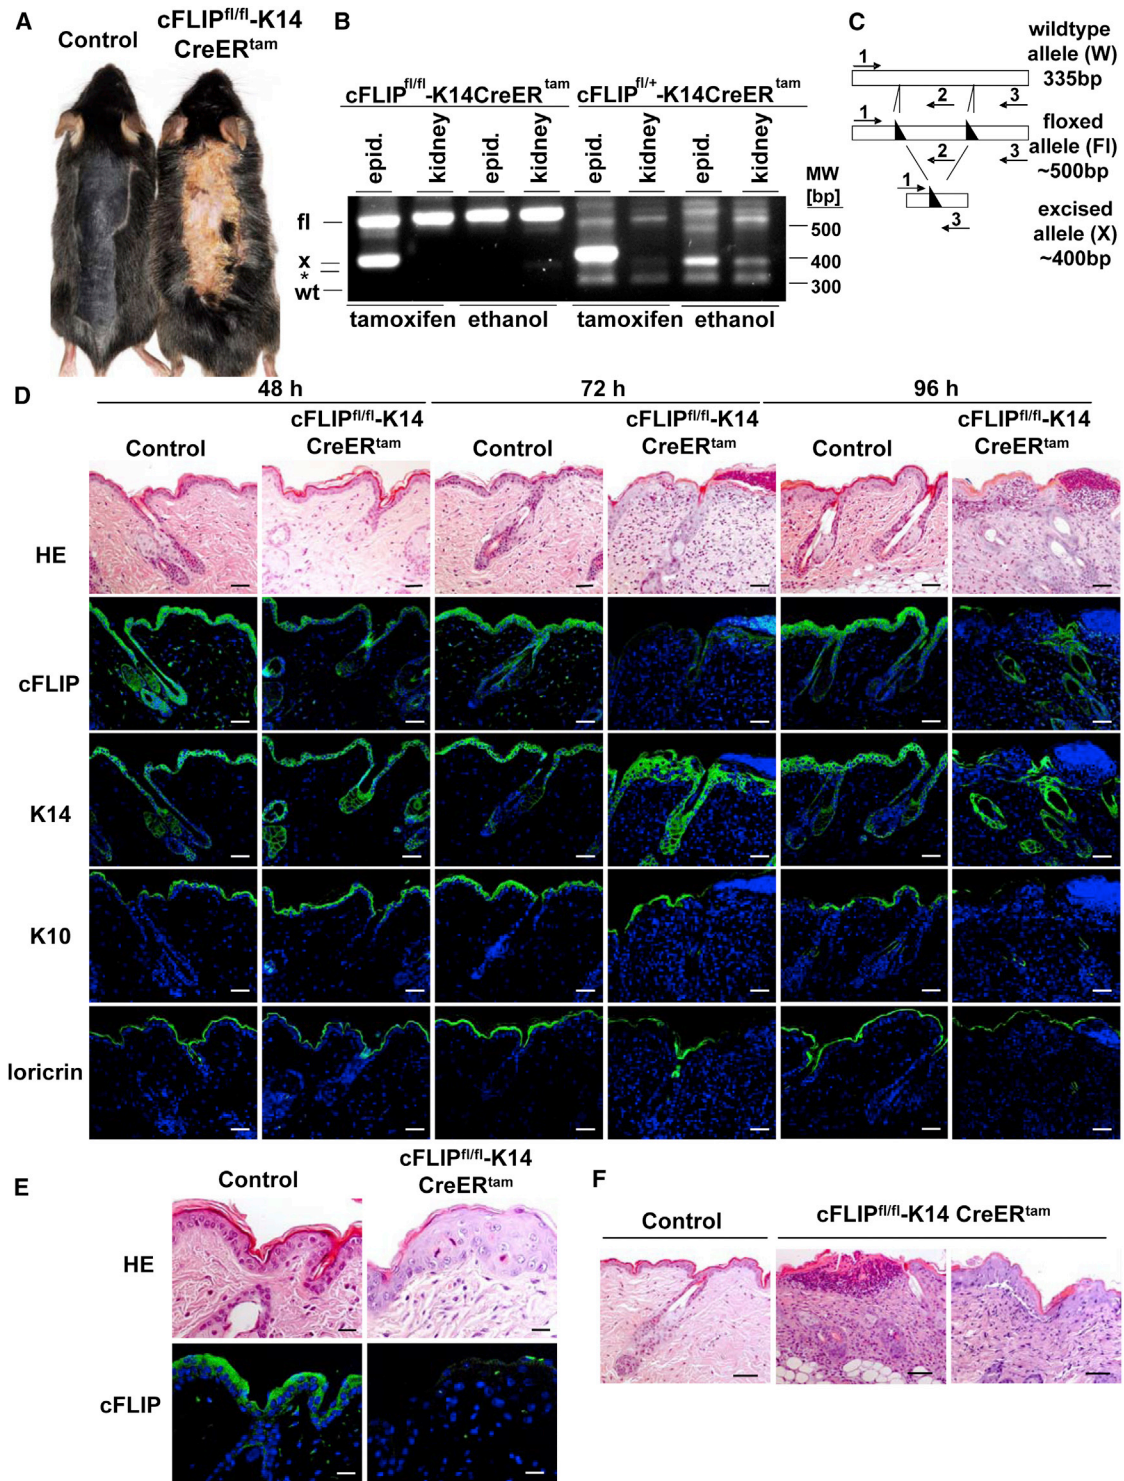 A
Control
cFLIPfl/fl-K14
CreERtam
B
cFLIPfl/fl-K14CreERtam
cFLIPfl/+-K14CreERtam
epid.
kidney
epid.
kidney
epid.
kidney
epid.
kidney
MW
[bp]
fl
x
*
wt
500
400
300
tamoxifen
ethanol
tamoxifen
ethanol
C
1
2
3
1
2
3
1
3
wildtype
allele (W)
335bp
floxed
allele (Fl)
~500bp
excised
allele (X)
~400bp
D
48 h
72 h
96 h
Control
cFLIPfl/fl-K14
CreERtam
Control
cFLIPfl/fl-K14
CreERtam
Control
cFLIPfl/fl-K14
CreERtam
HE
cFLIP
K14
K10
loricrin
E
Control
cFLIPfl/fl-K14
CreERtam
HE
cFLIP
F
Control
cFLIPfl/fl-K14 CreERtam